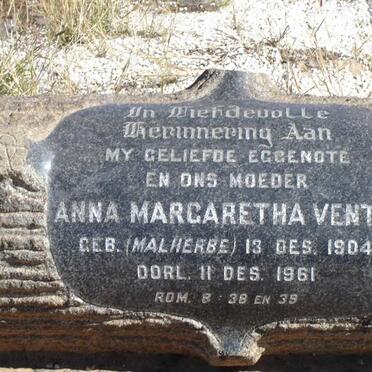 In Liefdevolle
Herinnering Aan
MY GELIEFDE EGGENOTE
EN ONS MOEDER
ANNA MARGARETHA VENT
GEB. (MALHERBE) 13 DES. 1904
OORL. 11 DES. 1961
ROM. 8 : 38 EN 39